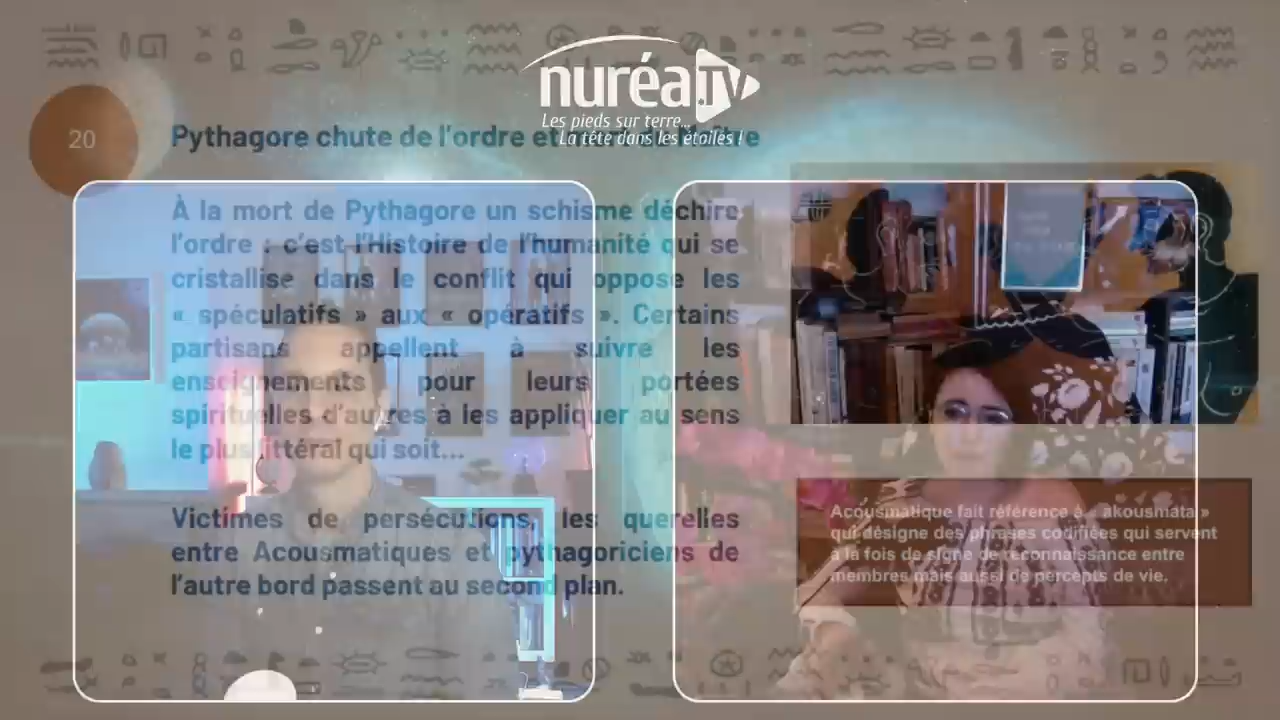 nuréa TV
Les pieds sur terre...
La tête dans les étoiles !
20
Pythagore chute de l'ordre et
À la mort de Pythagore un schisme déchire
l'ordre : c'est l'Histoire de l'humanité qui se
cristallise dans le conflit qui oppose les
« spéculatifs » aux « opératifs ». Certains
partisans appellent à suivre les
enseignements pour leurs portées
spirituelles d'autres à les appliquer au sens
le plus littéral qui soit...
Victimes de persécutions, les querelles
entre Acousmatiques et pythagoriciens de
l'autre bord passent au second plan.
Acousmatique fait référence à « akousmata »
qui désigne des phrases codifiées qui servent
à la fois de signe de reconnaissance entre
membres mais aussi de percepts de vie.